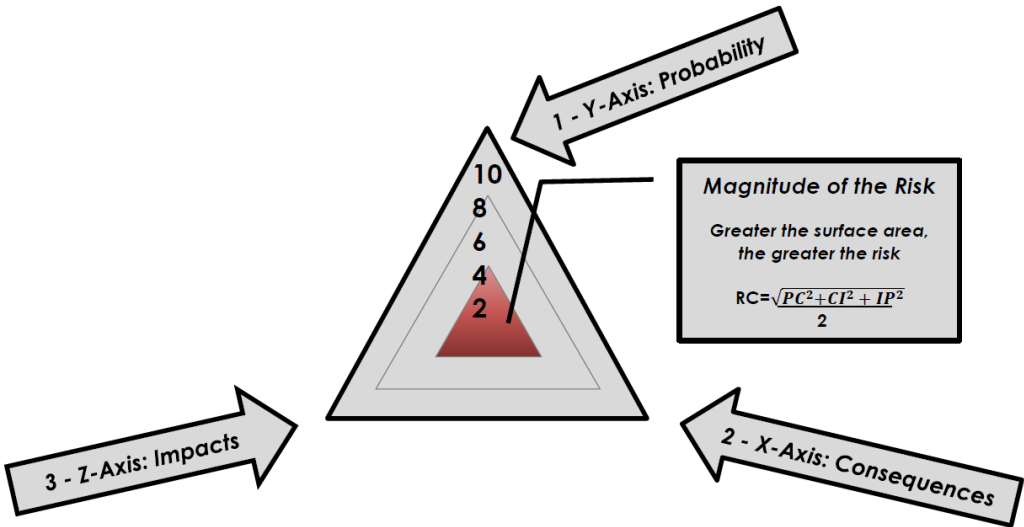 1 - Y-Axis: Probability
10
8
6
4
2
Magnitude of the Risk
Greater the surface area,
the greater the risk
RC=√PC²+CI² + IP²
2
3 - Z-Axis: Impacts
2 - X-Axis: Consequences